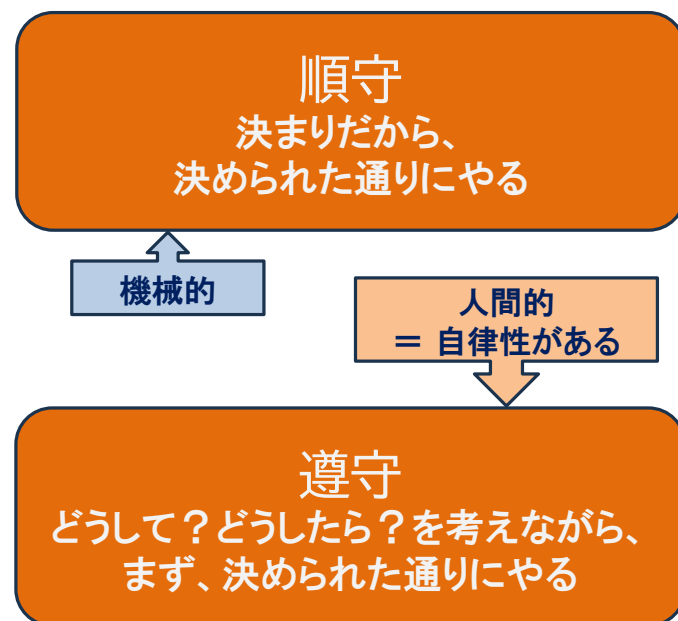 順守
決まりだから、
決められた通りにやる
機械的
人間的
＝ 自律性がある
遵守
どうして？どうしたら？を考えながら、
まず、決められた通りにやる